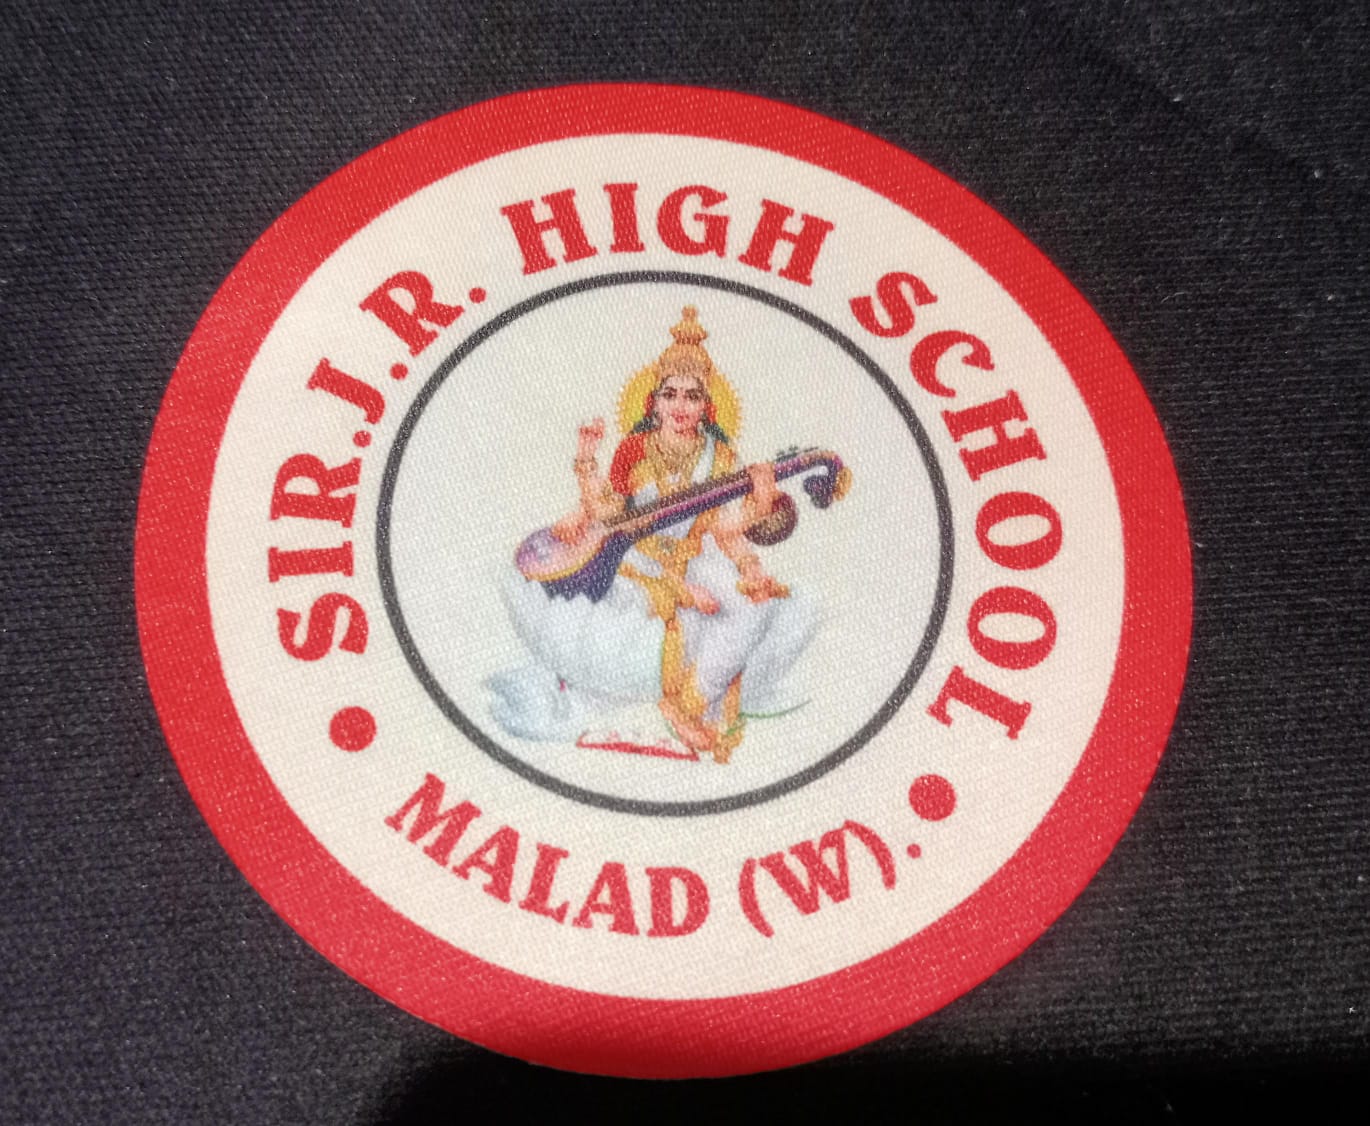 SIR.J.R. HIGH SCHOOL
MALAD (W).